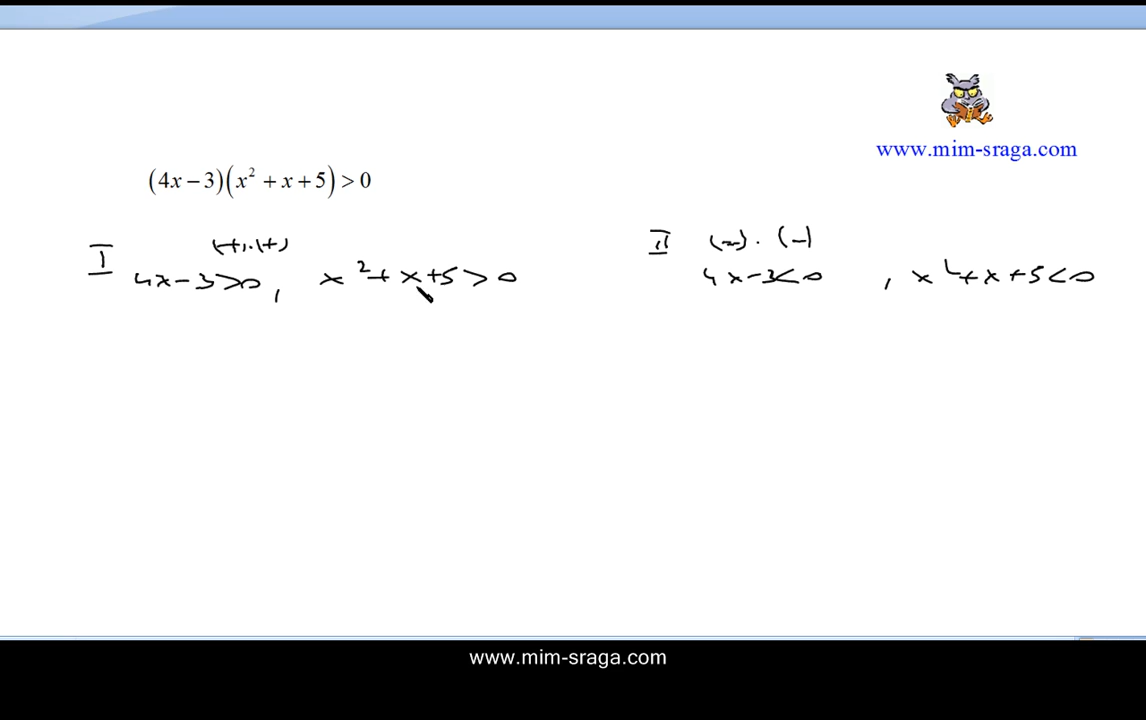 www.mim-sraga.com
(4x − 3)(x² + x + 5) > 0
I (+)·(+)
4x − 3 > 0, x² + x + 5 > 0
II (−)·(−)
4x − 3 < 0, x² + x + 5 < 0
www.mim-sraga.com